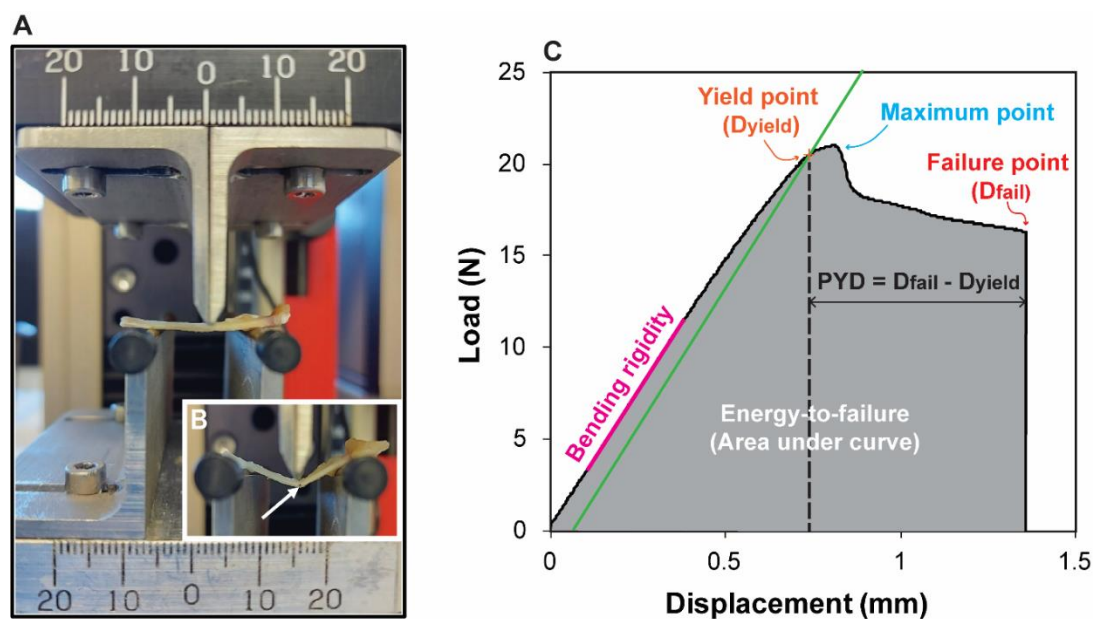 A
20 10 0 10 20
B
20 10 0 10 20
C
25
20
15
10
5
0
Load (N)
Yield point
(Dyield)
Maximum point
Failure point
(Dfail)
PYD = Dfail - Dyield
Bending rigidity
Energy-to-failure
(Area under curve)
0 0.5 1 1.5
Displacement (mm)